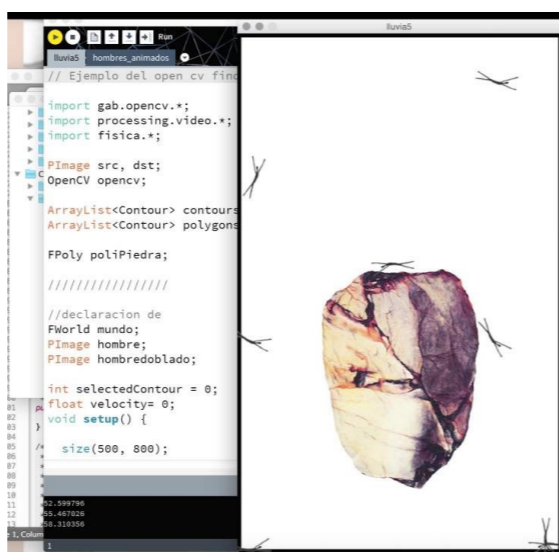 lluvia5
Run
lluvia5 hombres_animados
// Ejemplo del open cv find
import gab.opencv.*;
import processing.video.*;
import fisica.*;
PImage src, dst;
OpenCV opencv;
ArrayList<Contour> contours
ArrayList<Contour> polygons
FPoly poliPiedra;
/////////////////
//declaracion de
FWorld mundo;
PImage hombre;
PImage hombredoblado;
int selectedContour = 0;
float velocity= 0;
void setup() {
size(500, 800);
52.599796
55.467026
58.310356
1